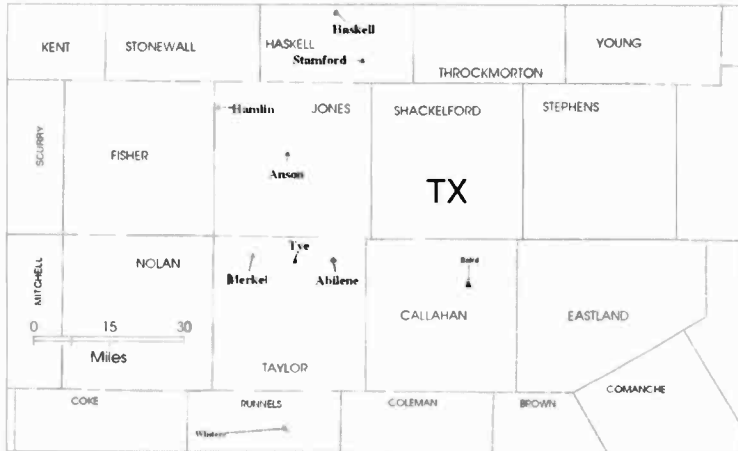 Haskell
KENT
STONEWALL
HASKELL
YOUNG
Stamford
THROCKMORTON
Hamlin
JONES
SHACKELFORD
STEPHENS
SCURRY
FISHER
Anson
TX
Tye
MITCHELL
NOLAN
Merkel
Abilene
Baird
0 15 30
Miles
CALLAHAN
EASTLAND
TAYLOR
COMANCHE
COKE
RUNNELS
COLEMAN
BROWN
Winters